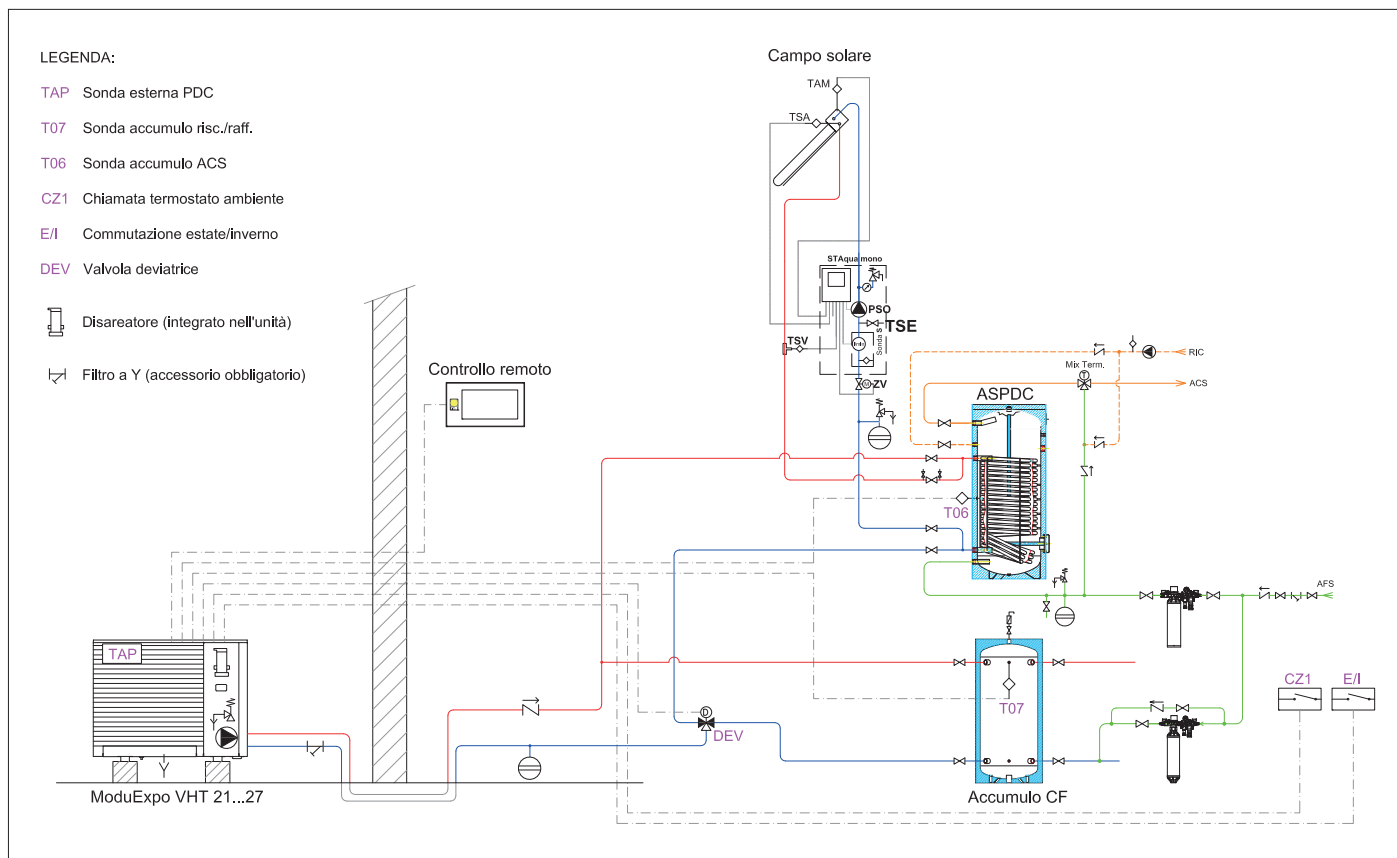 LEGENDA:
TAP Sonda esterna PDC
T07 Sonda accumulo risc./raff.
T06 Sonda accumulo ACS
CZ1 Chiamata termostato ambiente
E/I Commutazione estate/inverno
DEV Valvola deviatrice
Disareatore (integrato nell'unità)
Filtro a Y (accessorio obbligatorio)
Campo solare
TAM
TSA
STAqua mono
PSO
TSE
Sonda S
TSV
M
ZV
Controllo remoto
RIC
Mix Term.
T
ACS
ASPDC
T06
AFS
TAP
T07
CZ1
E/I
D
DEV
ModuExpo VHT 21...27
Accumulo CF